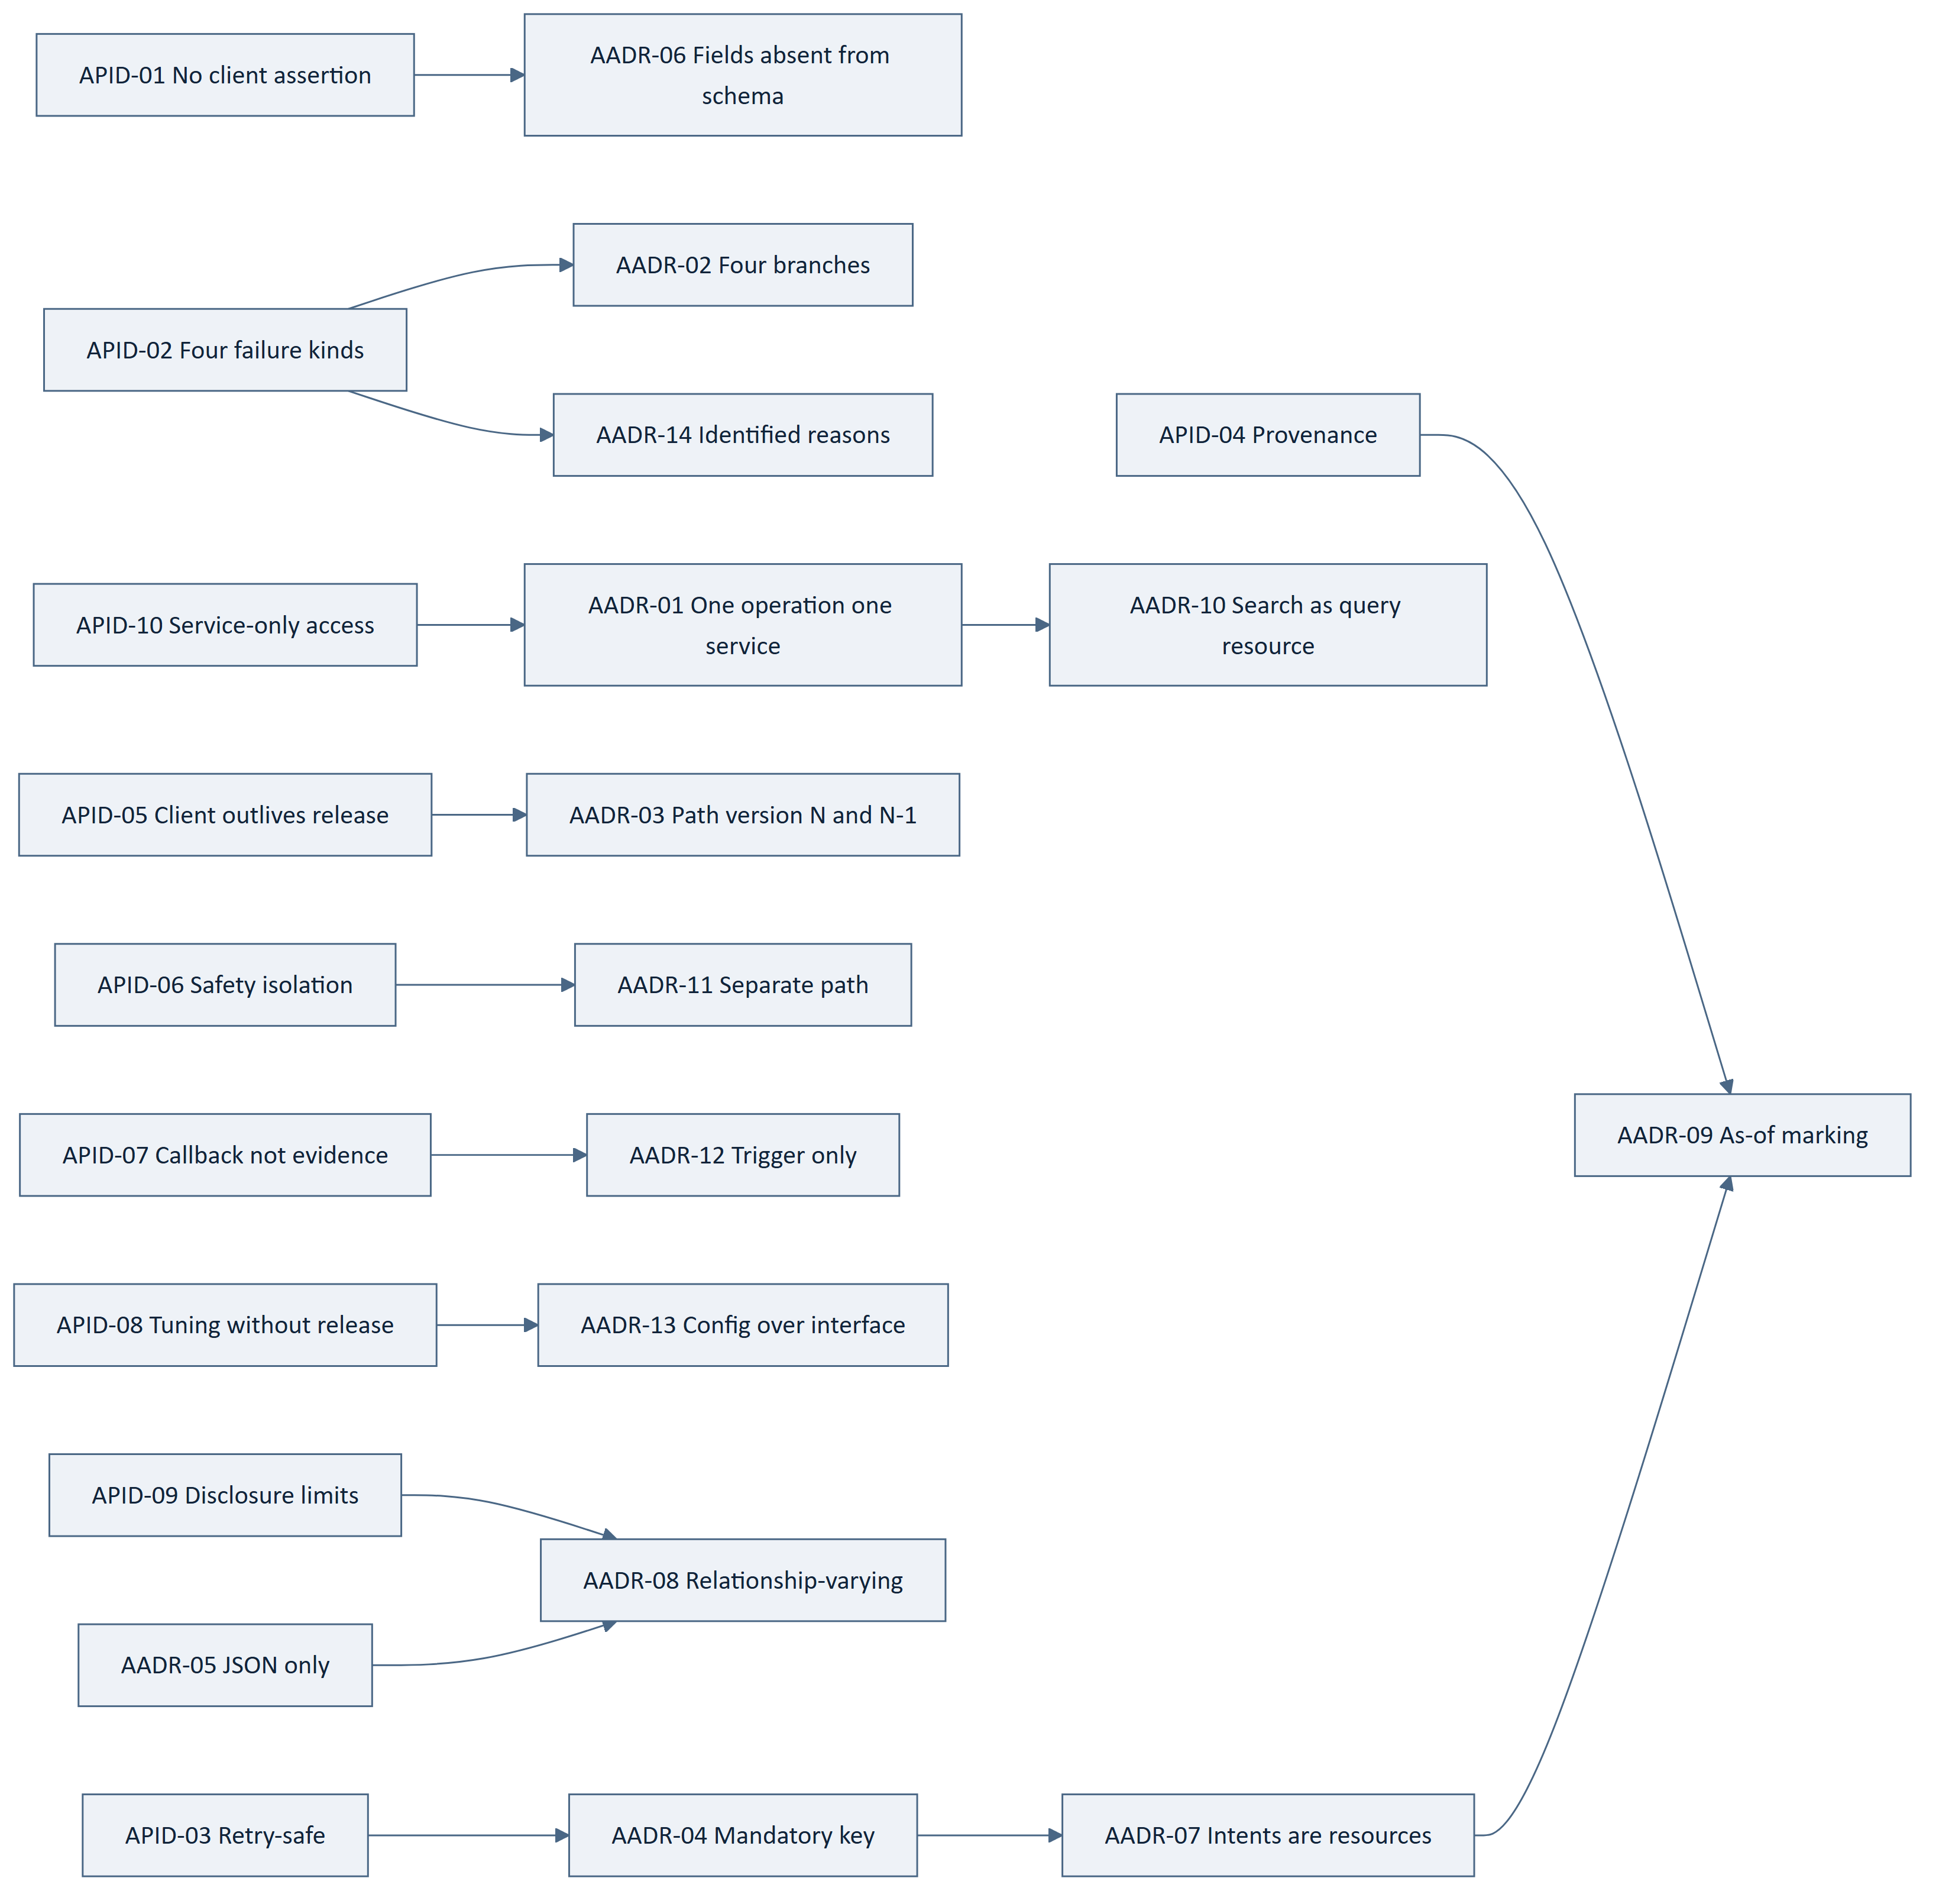 APID-01 No client assertion
AADR-06 Fields absent from
schema
AADR-02 Four branches
APID-02 Four failure kinds
AADR-14 Identified reasons
APID-04 Provenance
APID-10 Service-only access
AADR-01 One operation one
service
AADR-10 Search as query
resource
APID-05 Client outlives release
AADR-03 Path version N and N-1
APID-06 Safety isolation
AADR-11 Separate path
AADR-09 As-of marking
APID-07 Callback not evidence
AADR-12 Trigger only
APID-08 Tuning without release
AADR-13 Config over interface
APID-09 Disclosure limits
AADR-08 Relationship-varying
AADR-05 JSON only
APID-03 Retry-safe
AADR-04 Mandatory key
AADR-07 Intents are resources